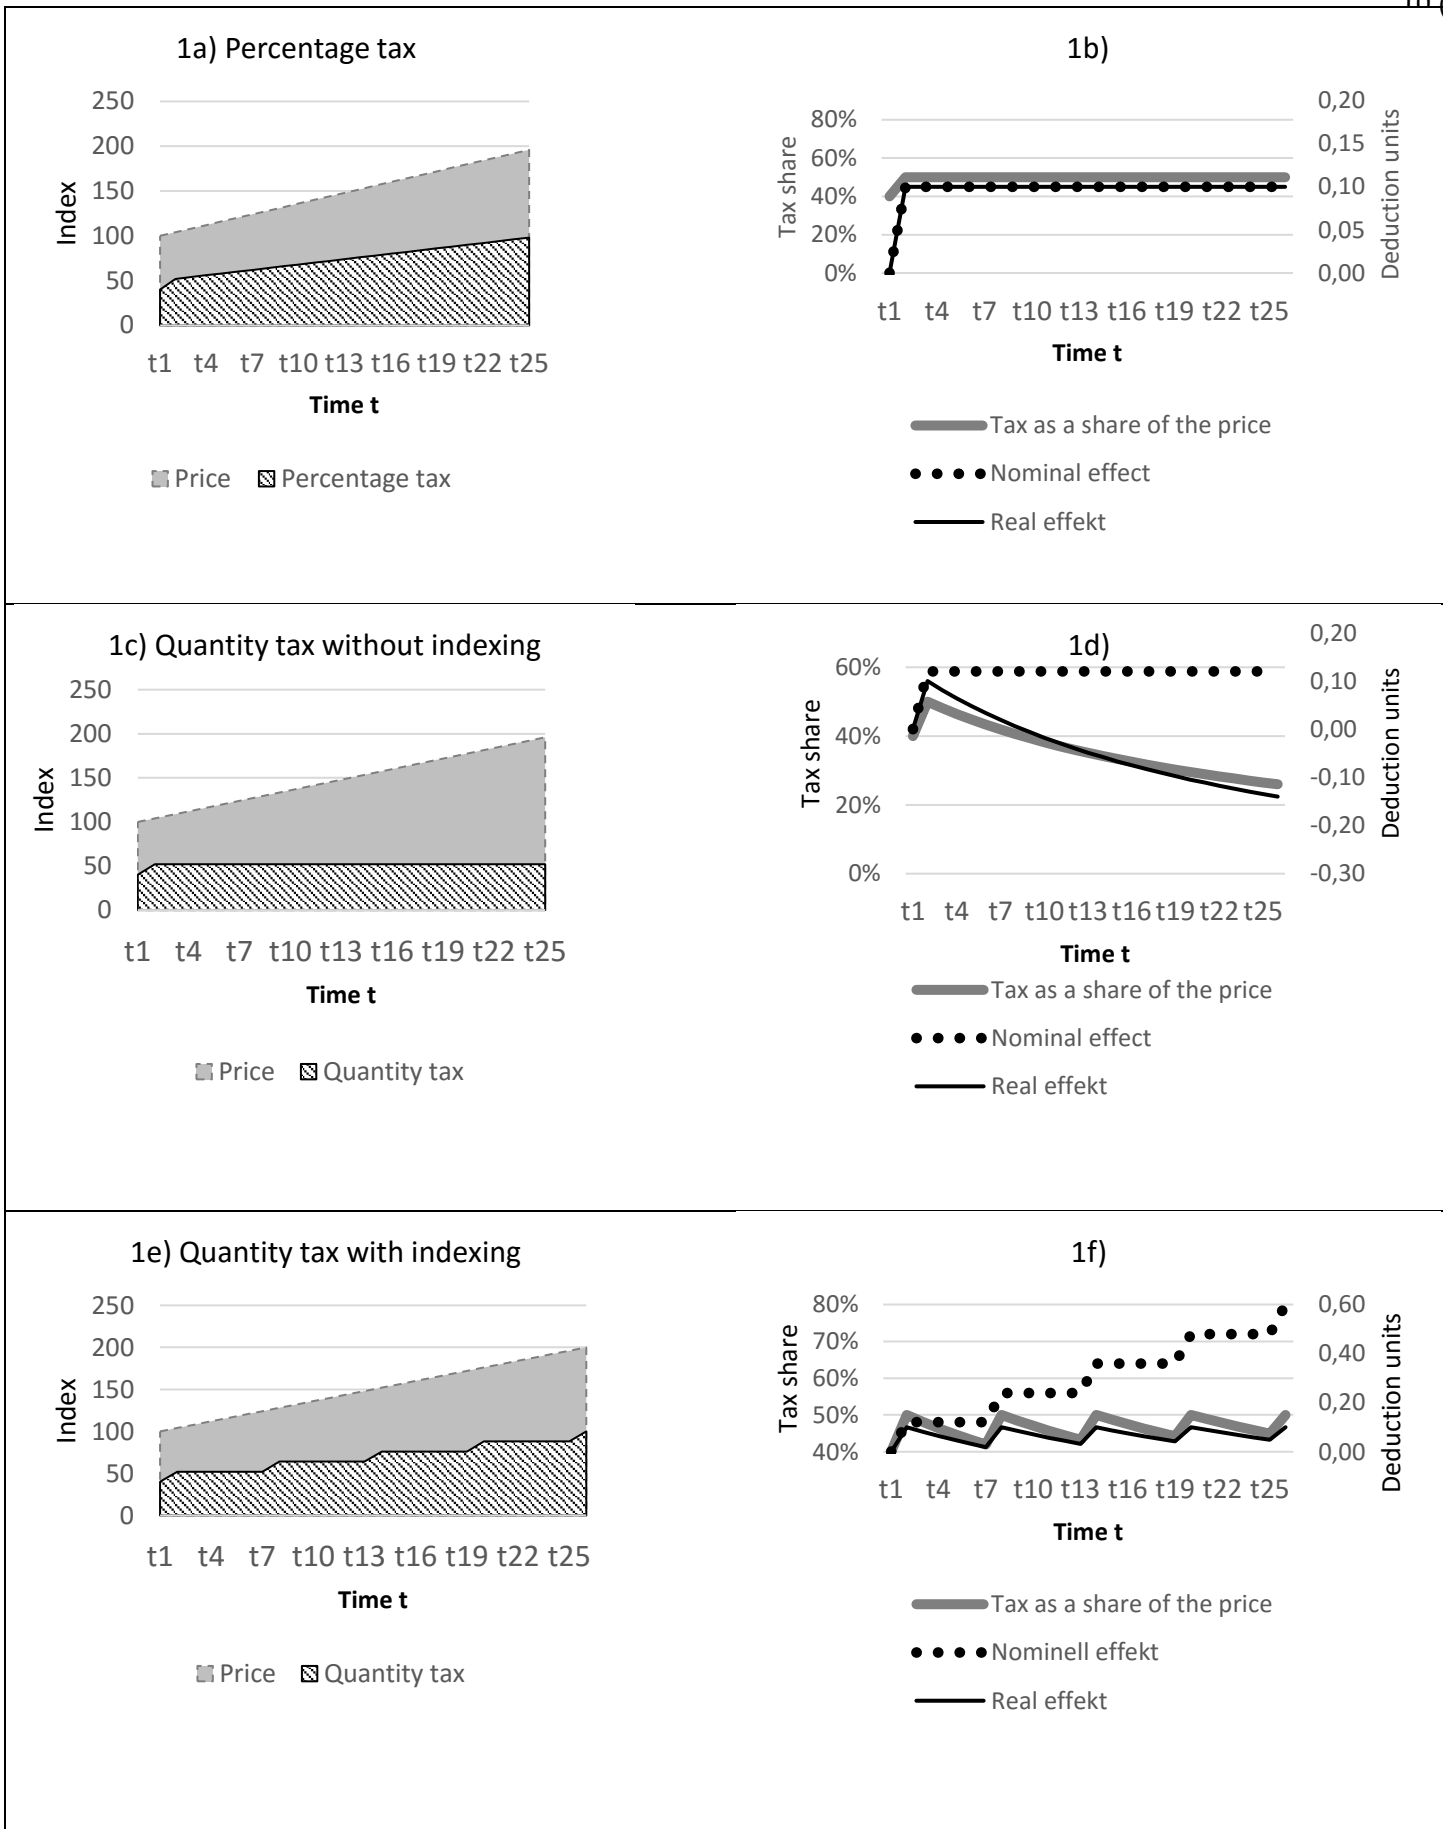 1a) Percentage tax
250
200
150
100
50
0
Index
t1 t4 t7 t10 t13 t16 t19 t22 t25
Time t
Price Percentage tax
1b)
80%
60%
40%
20%
0%
Tax share
0,20
0,15
0,10
0,05
0,00
Deduction units
t1 t4 t7 t10 t13 t16 t19 t22 t25
Time t
Tax as a share of the price
Nominal effect
Real effekt
1c) Quantity tax without indexing
250
200
150
100
50
0
Index
t1 t4 t7 t10 t13 t16 t19 t22 t25
Time t
Price Quantity tax
1d)
60%
40%
20%
0%
Tax share
0,20
0,10
0,00
-0,10
-0,20
-0,30
Deduction units
t1 t4 t7 t10 t13 t16 t19 t22 t25
Time t
Tax as a share of the price
Nominal effect
Real effekt
1e) Quantity tax with indexing
250
200
150
100
50
0
Index
t1 t4 t7 t10 t13 t16 t19 t22 t25
Time t
Price Quantity tax
1f)
80%
70%
60%
50%
40%
Tax share
0,60
0,40
0,20
0,00
Deduction units
t1 t4 t7 t10 t13 t16 t19 t22 t25
Time t
Tax as a share of the price
Nominell effekt
Real effekt